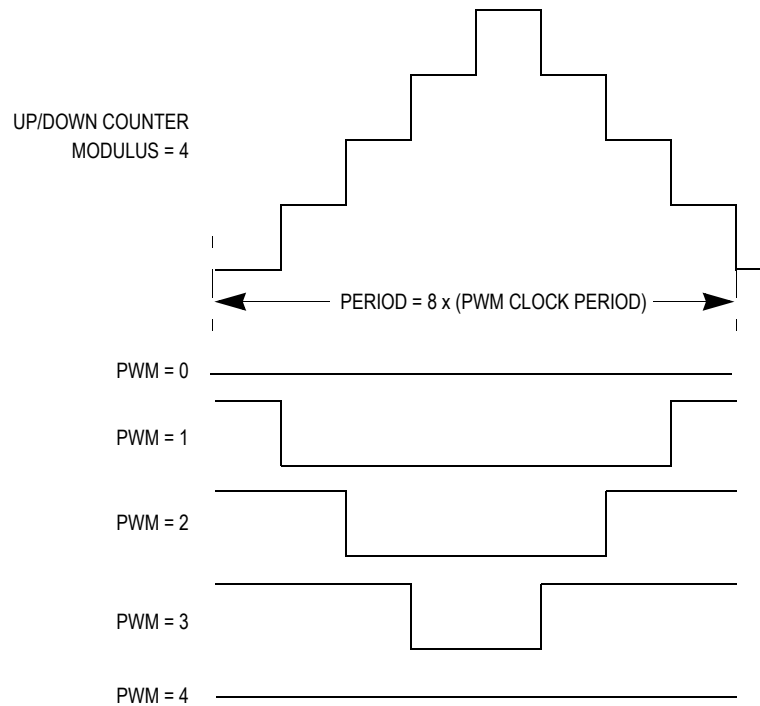 UP/DOWN COUNTER
MODULUS = 4
PERIOD = 8 x (PWM CLOCK PERIOD)
PWM = 0
PWM = 1
PWM = 2
PWM = 3
PWM = 4